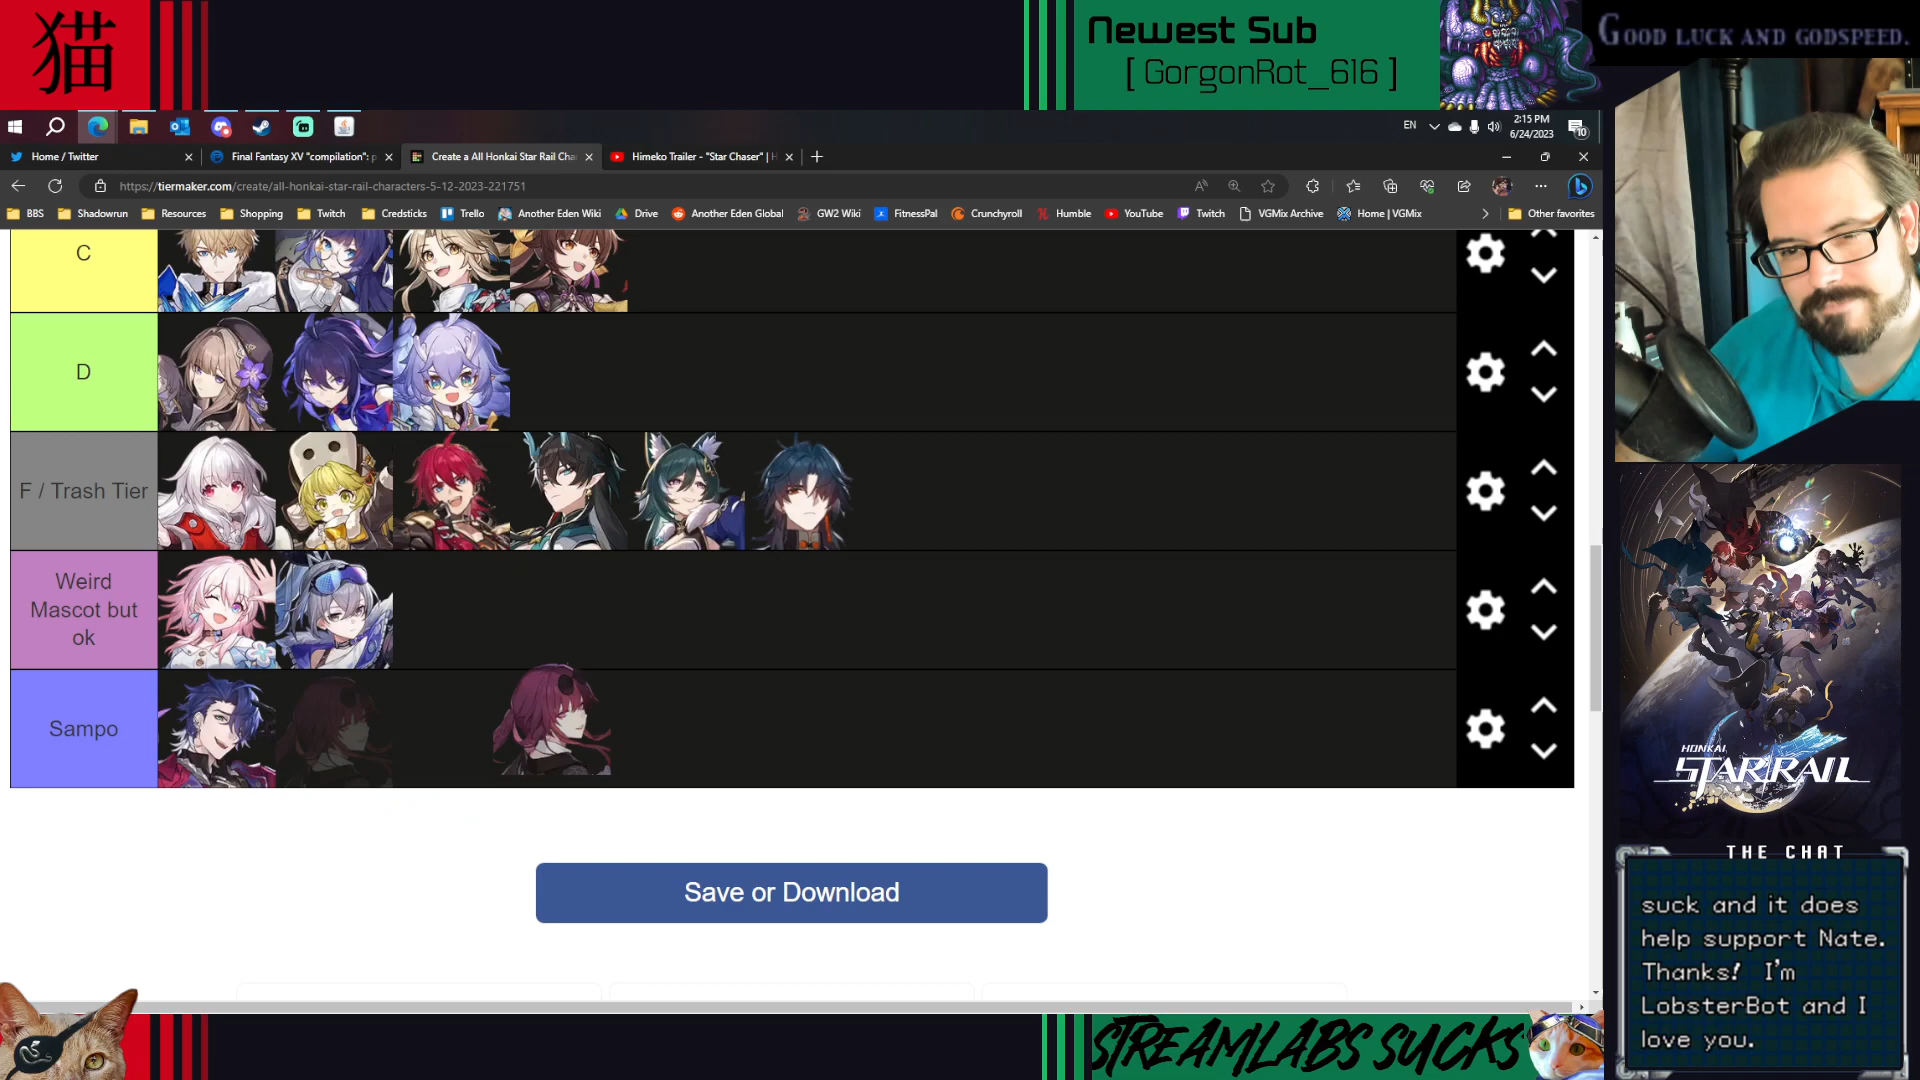 猫
Newest Sub
[ GorgonRot_616 ]
GOOD LUCK AND GODSPEED.
EN
2:15 PM
6/24/2023
10
Home / Twitter
Final Fantasy XV "compilation": p
Create a All Honkai Star Rail Cha
Himeko Trailer - "Star Chaser" | H
https://tiermaker.com/create/all-honkai-star-rail-characters-5-12-2023-221751
BBS
Shadowrun
Resources
Shopping
Twitch
Credsticks
Trello
Another Eden Wiki
Drive
Another Eden Global
GW2 Wiki
FitnessPal
Crunchyroll
Humble
YouTube
Twitch
VGMix Archive
Home | VGMix
Other favorites
C
D
F / Trash Tier
Weird
Mascot but
ok
Sampo
Save or Download
HONKAI
STAR RAIL
THE CHAT
suck and it does
help support Nate.
Thanks! I'm
LobsterBot and I
love you.
STREAMLABS SUCKS